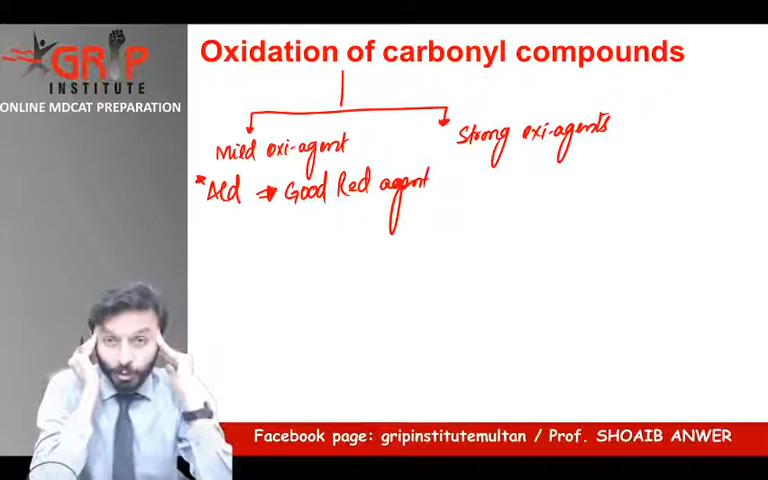 GRIP
INSTITUTE
ONLINE MDCAT PREPARATION
Oxidation of carbonyl compounds
Mild oxi-agent
Strong oxi-agents
*Ald → Good Red agent
Facebook page: gripinstitutemultan / Prof. SHOAIB ANWER